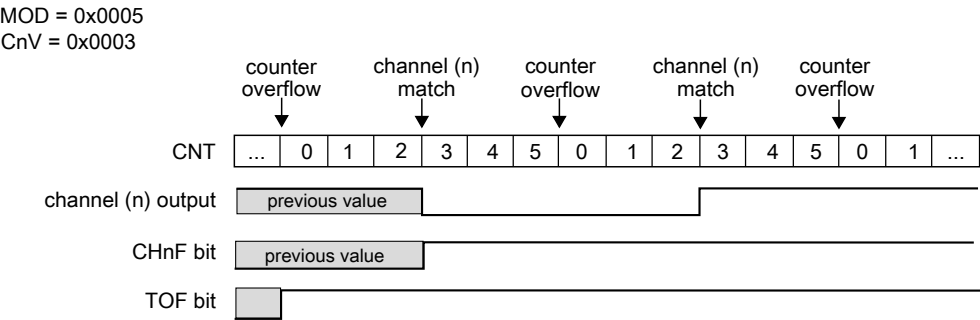 MOD = 0x0005
CnV = 0x0003
counter overflow
channel (n) match
counter overflow
channel (n) match
counter overflow
CNT ... 0 1 2 3 4 5 0 1 2 3 4 5 0 1 ...
channel (n) output previous value
CHnF bit previous value
TOF bit